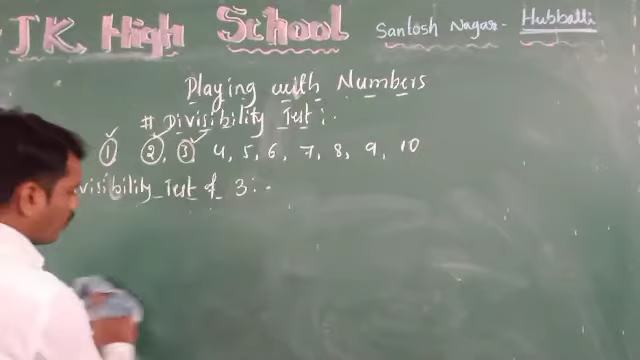 JK High School Santosh Nagar- Hubballi
Playing with Numbers
# Divisibility Test:-
1, 2, 3, 4, 5, 6, 7, 8, 9, 10
visibility Test of 3:-